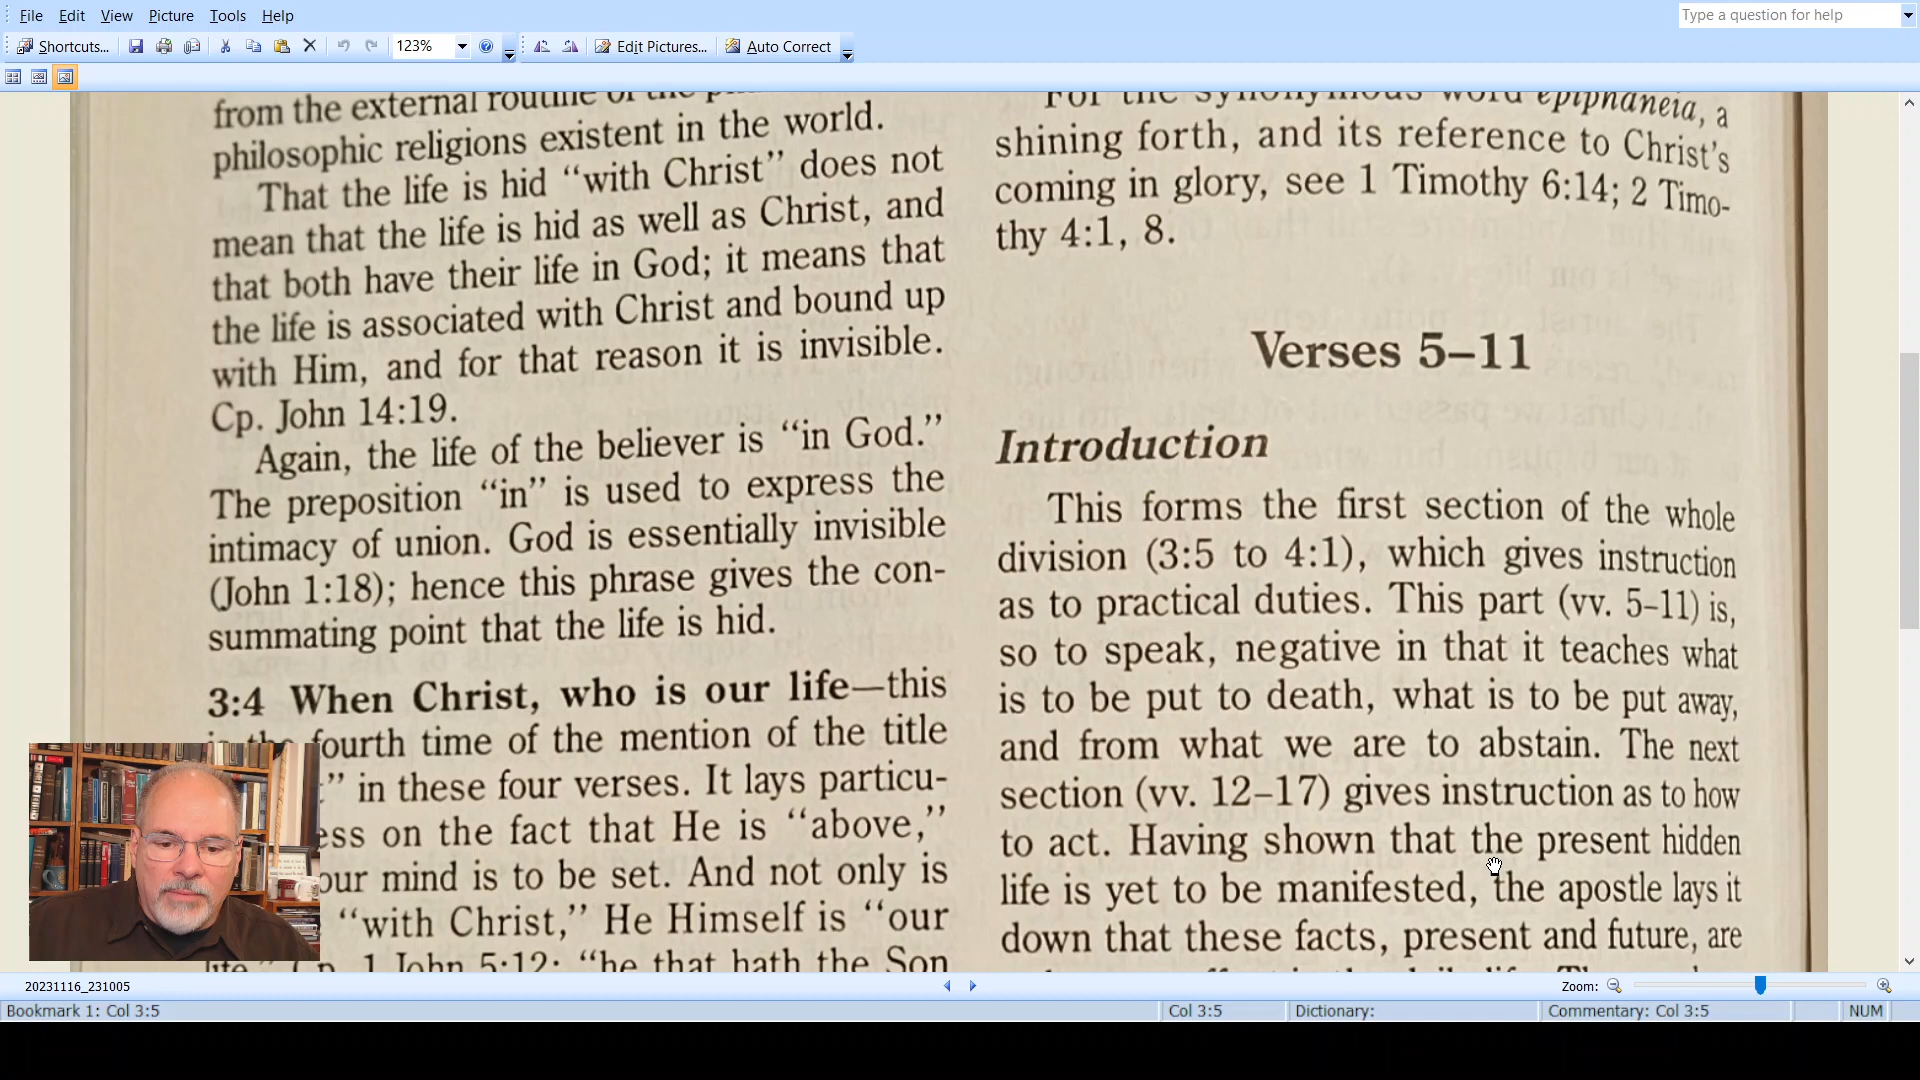 File Edit View Picture Tools Help
Type a question for help
Shortcuts... 123% Edit Pictures... Auto Correct
from the external routine of the
philosophic religions existent in the world.
That the life is hid “with Christ” does not
mean that the life is hid as well as Christ, and
that both have their life in God; it means that
the life is associated with Christ and bound up
with Him, and for that reason it is invisible.
Cp. John 14:19.
Again, the life of the believer is “in God.”
The preposition “in” is used to express the
intimacy of union. God is essentially invisible
(John 1:18); hence this phrase gives the con-
summating point that the life is hid.
3:4 When Christ, who is our life—this
is the fourth time of the mention of the title
” in these four verses. It lays particu-
ess on the fact that He is “above,”
our mind is to be set. And not only is
“with Christ,” He Himself is “our
life.” Cp. 1 John 5:12: “he that hath the Son
For the synonymous word epiphaneia, a
shining forth, and its reference to Christ's
coming in glory, see 1 Timothy 6:14; 2 Timo-
thy 4:1, 8.
Verses 5–11
Introduction
This forms the first section of the whole
division (3:5 to 4:1), which gives instruction
as to practical duties. This part (vv. 5–11) is,
so to speak, negative in that it teaches what
is to be put to death, what is to be put away,
and from what we are to abstain. The next
section (vv. 12–17) gives instruction as to how
to act. Having shown that the present hidden
life is yet to be manifested, the apostle lays it
down that these facts, present and future, are
20231116_231005
Zoom:
Bookmark 1: Col 3:5 Col 3:5 Dictionary: Commentary: Col 3:5 NUM